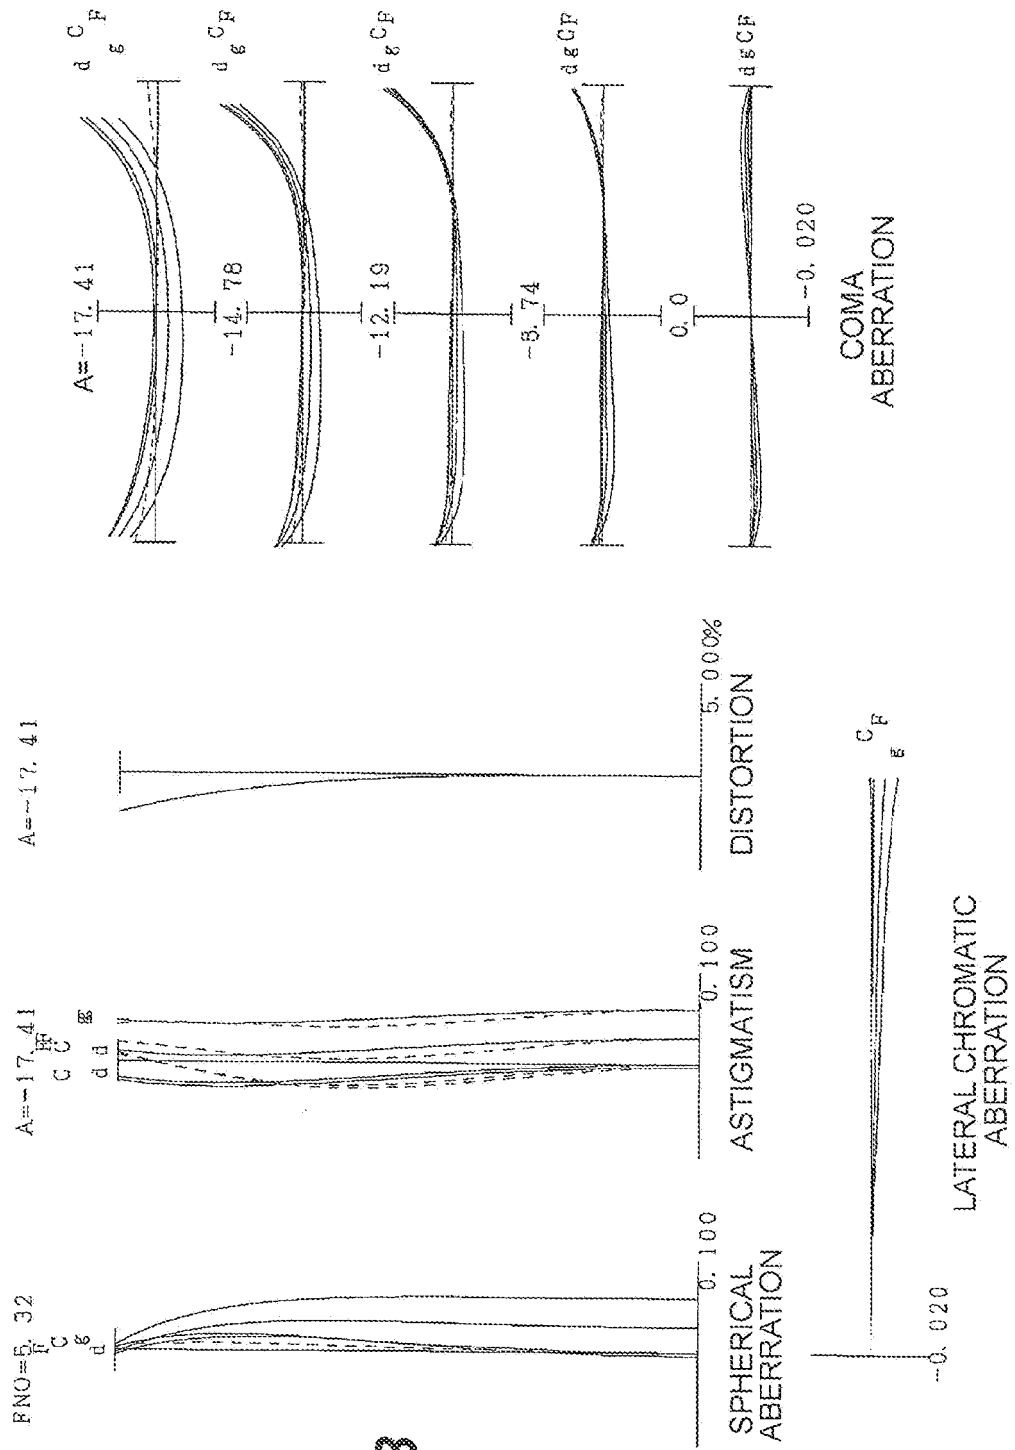 FNO=5. 32
F
C
g
d
0. 100
SPHERICAL
ABERRATION
A=-17. 41
C
d
C
d
g
0. 100
ASTIGMATISM
A=-17. 41
5. 000%
DISTORTION
-0. 020
C
F
g
LATERAL CHROMATIC
ABERRATION
A=-17. 41
d g C F
-14. 78
d g C F
-12. 19
d g C F
-8. 74
d g C F
0. 0
d g C F
-0. 020
COMA
ABERRATION